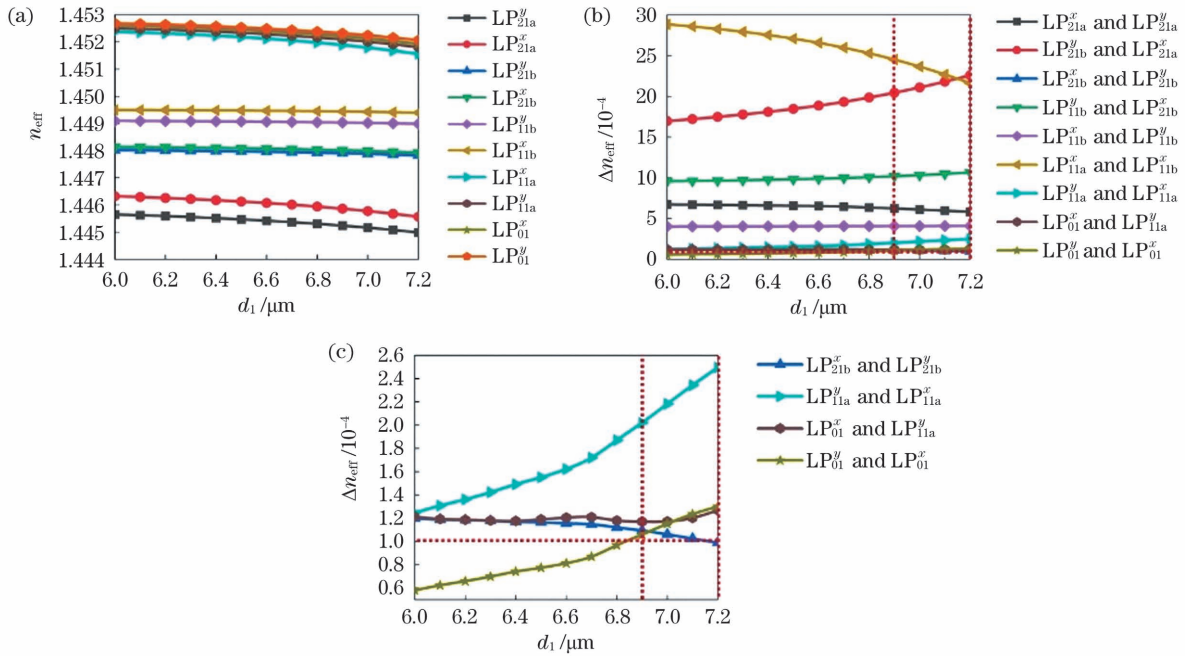 (a)
1.453
1.452
1.451
1.450
1.449
1.448
1.446
1.445
1.444
n_eff
6.0 6.2 6.4 6.6 6.8 7.0 7.2
d₁/μm
LP^y_21a
LP^x_21a
LP^y_21b
LP^x_21b
LP^y_11b
LP^x_11b
LP^x_11a
LP^y_11a
LP^x_01
LP^y_01
(b)
30
25
20
15
10
5
0
Δn_eff/10⁻⁴
6.0 6.2 6.4 6.6 6.8 7.0 7.2
d₁/μm
LP^x_21a and LP^y_21a
LP^y_21b and LP^x_21a
LP^x_21b and LP^y_21b
LP^y_11b and LP^x_21b
LP^x_11b and LP^y_11b
LP^x_11a and LP^x_11b
LP^y_11a and LP^x_11a
LP^x_01 and LP^y_11a
LP^y_01 and LP^x_01
(c)
2.6
2.4
2.2
2.0
1.8
1.6
1.4
1.2
1.0
0.8
0.6
Δn_eff/10⁻⁴
6.0 6.2 6.4 6.6 6.8 7.0 7.2
d₁/μm
LP^x_21b and LP^y_21b
LP^y_11a and LP^x_11a
LP^x_01 and LP^y_11a
LP^y_01 and LP^x_01